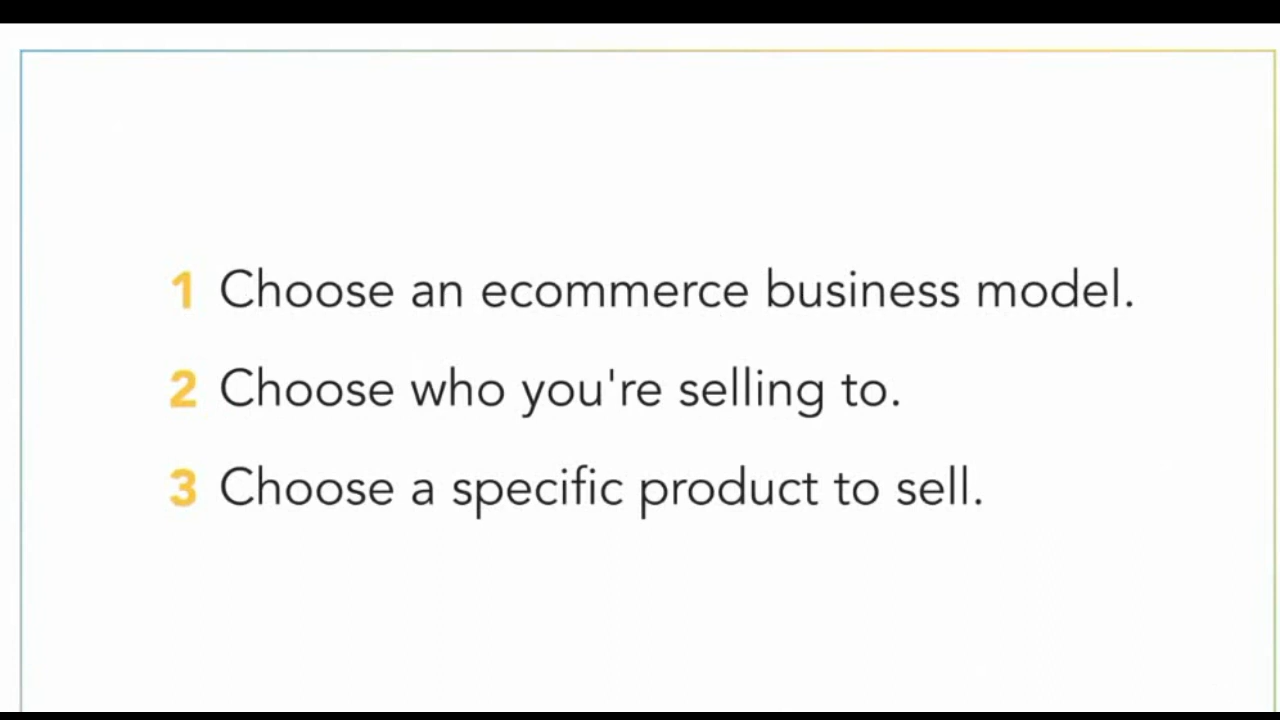 1 Choose an ecommerce business model.
2 Choose who you're selling to.
3 Choose a specific product to sell.